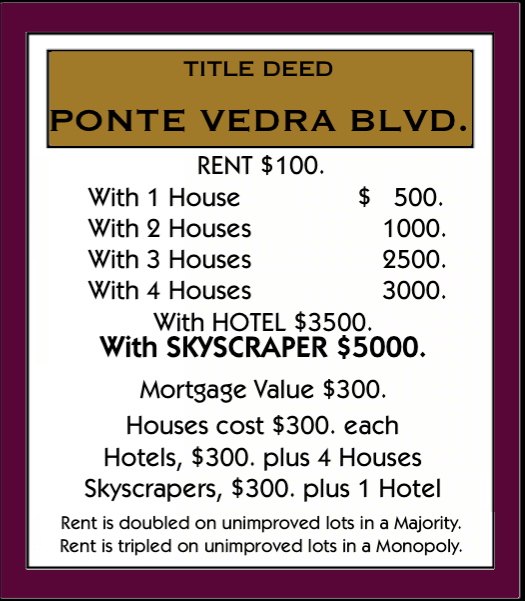 TITLE DEED
PONTE VEDRA BLVD.
RENT $100.
With 1 House $ 500.
With 2 Houses 1000.
With 3 Houses 2500.
With 4 Houses 3000.
With HOTEL $3500.
With SKYSCRAPER $5000.
Mortgage Value $300.
Houses cost $300. each
Hotels, $300. plus 4 Houses
Skyscrapers, $300. plus 1 Hotel
Rent is doubled on unimproved lots in a Majority.
Rent is tripled on unimproved lots in a Monopoly.